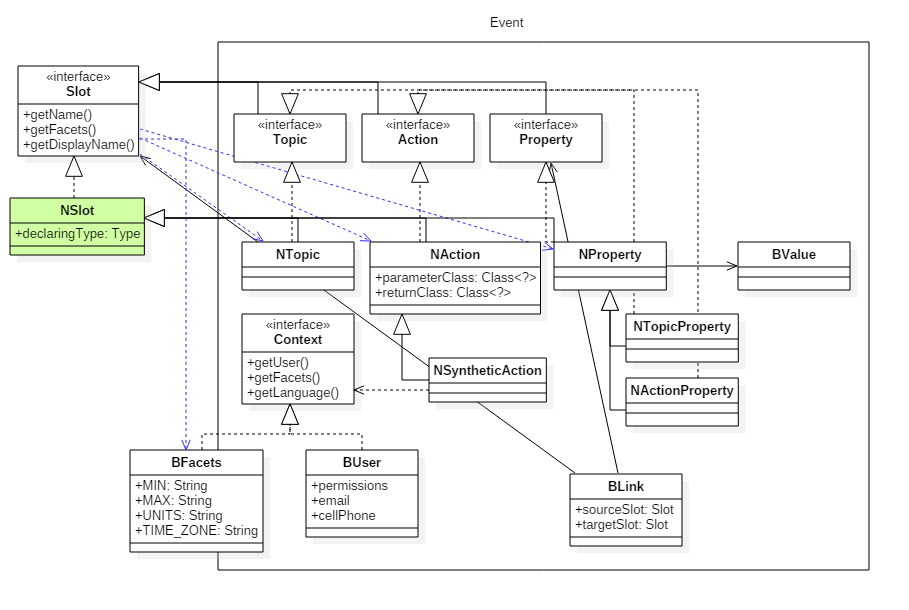 Event
«interface»
Slot
+getName()
+getFacets()
+getDisplayName()
«interface»
Topic
«interface»
Action
«interface»
Property
NSlot
+declaringType: Type
NTopic
NAction
+parameterClass: Class<?>
+returnClass: Class<?>
NProperty
BValue
«interface»
Context
+getUser()
+getFacets()
+getLanguage()
NTopicProperty
NSyntheticAction
NActionProperty
BFacets
+MIN: String
+MAX: String
+UNITS: String
+TIME_ZONE: String
BUser
+permissions
+email
+cellPhone
BLink
+sourceSlot: Slot
+targetSlot: Slot